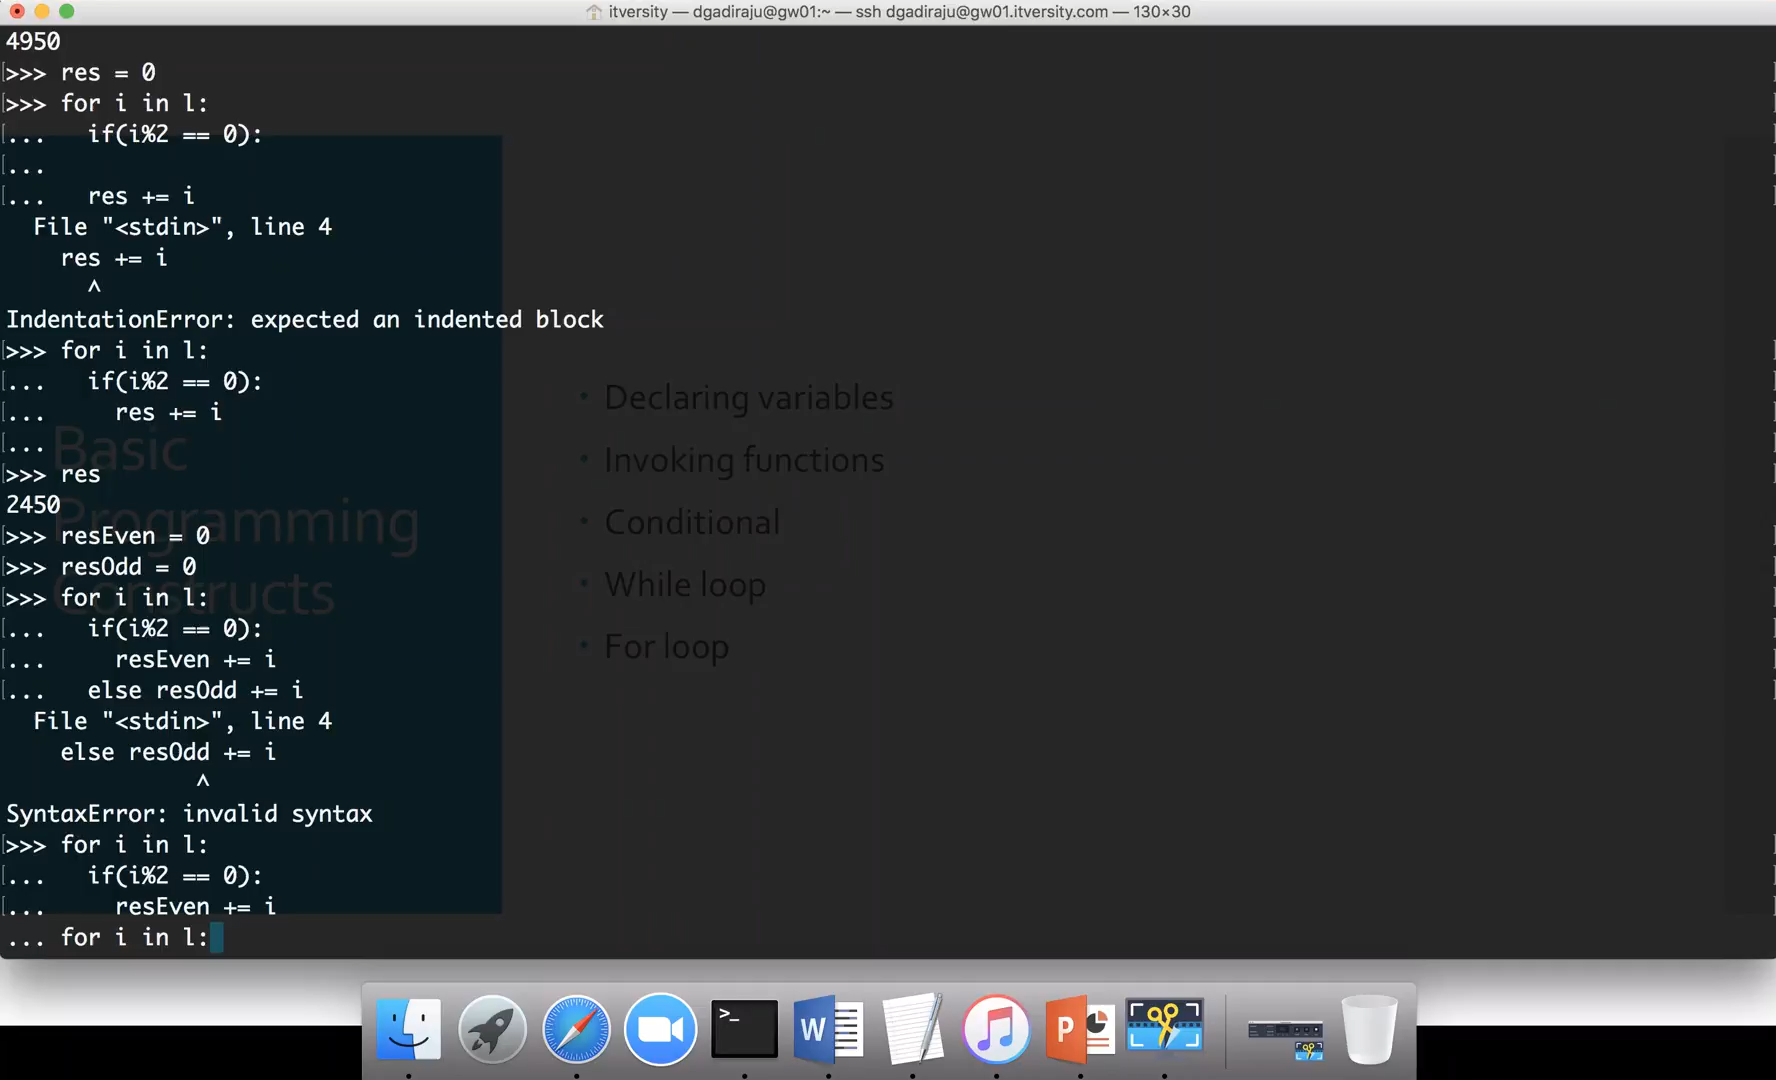 itversity — dgadiraju@gw01:~ — ssh dgadiraju@gw01.itversity.com — 130×30
4950
>>> res = 0
>>> for i in l:
...   if(i%2 == 0):
...
...   res += i
  File "<stdin>", line 4
    res += i
      ^
IndentationError: expected an indented block
>>> for i in l:
...   if(i%2 == 0):
...     res += i
...
>>> res
2450
>>> resEven = 0
>>> resOdd = 0
>>> for i in l:
...   if(i%2 == 0):
...     resEven += i
...   else resOdd += i
  File "<stdin>", line 4
    else resOdd += i
              ^
SyntaxError: invalid syntax
>>> for i in l:
...   if(i%2 == 0):
...     resEven += i
... for i in l:
Basic
Programming
Constructs
• Declaring variables
• Invoking functions
• Conditional
• While loop
• For loop
>_
W
P